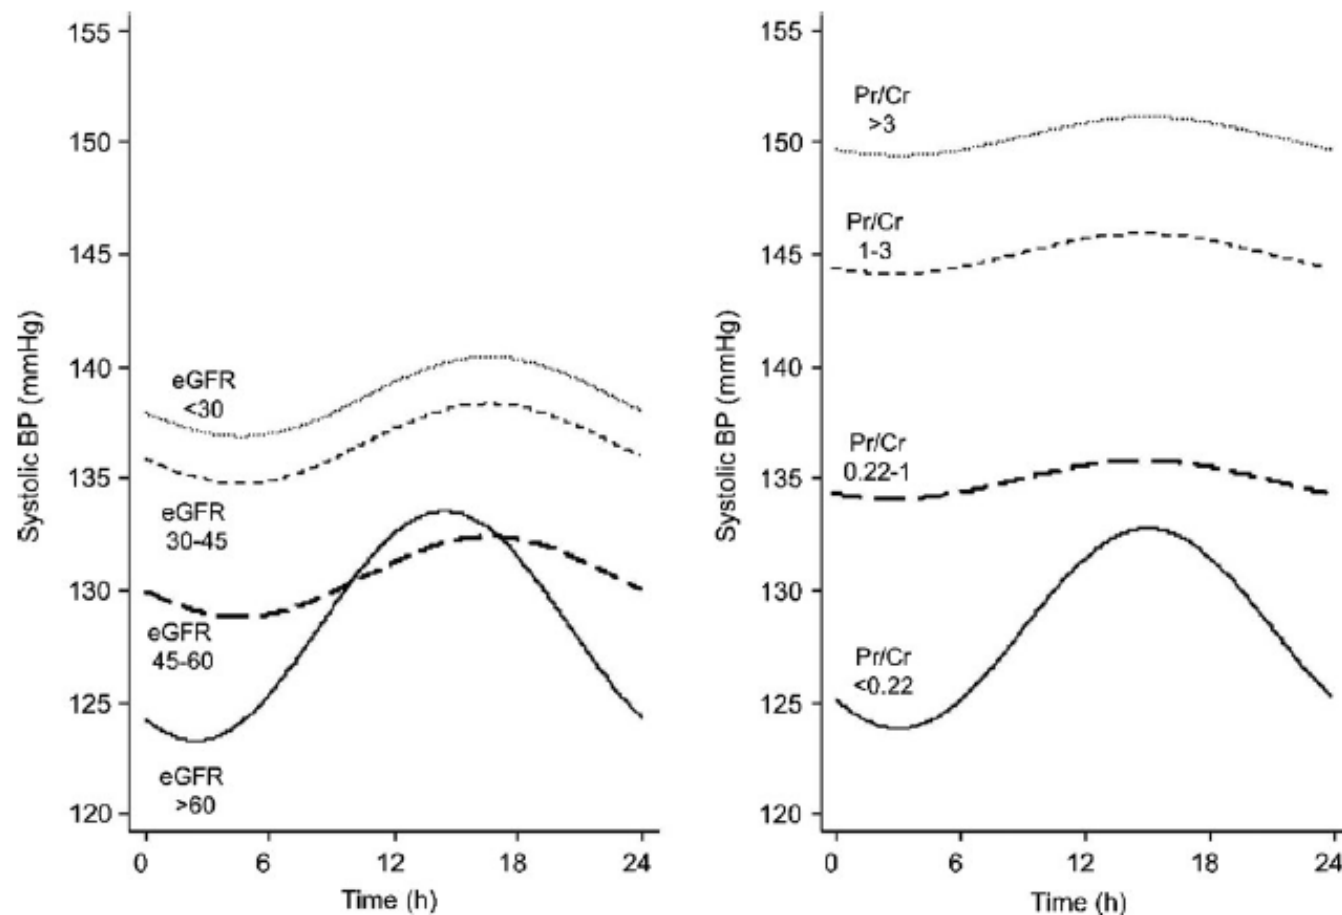 155
150
145
140
135
130
125
120
Systolic BP (mmHg)
eGFR
<30
eGFR
30-45
eGFR
45-60
eGFR
>60
0 6 12 18 24
Time (h)
155
150
145
140
135
130
125
120
Systolic BP (mmHg)
Pr/Cr
>3
Pr/Cr
1-3
Pr/Cr
0.22-1
Pr/Cr
<0.22
0 6 12 18 24
Time (h)